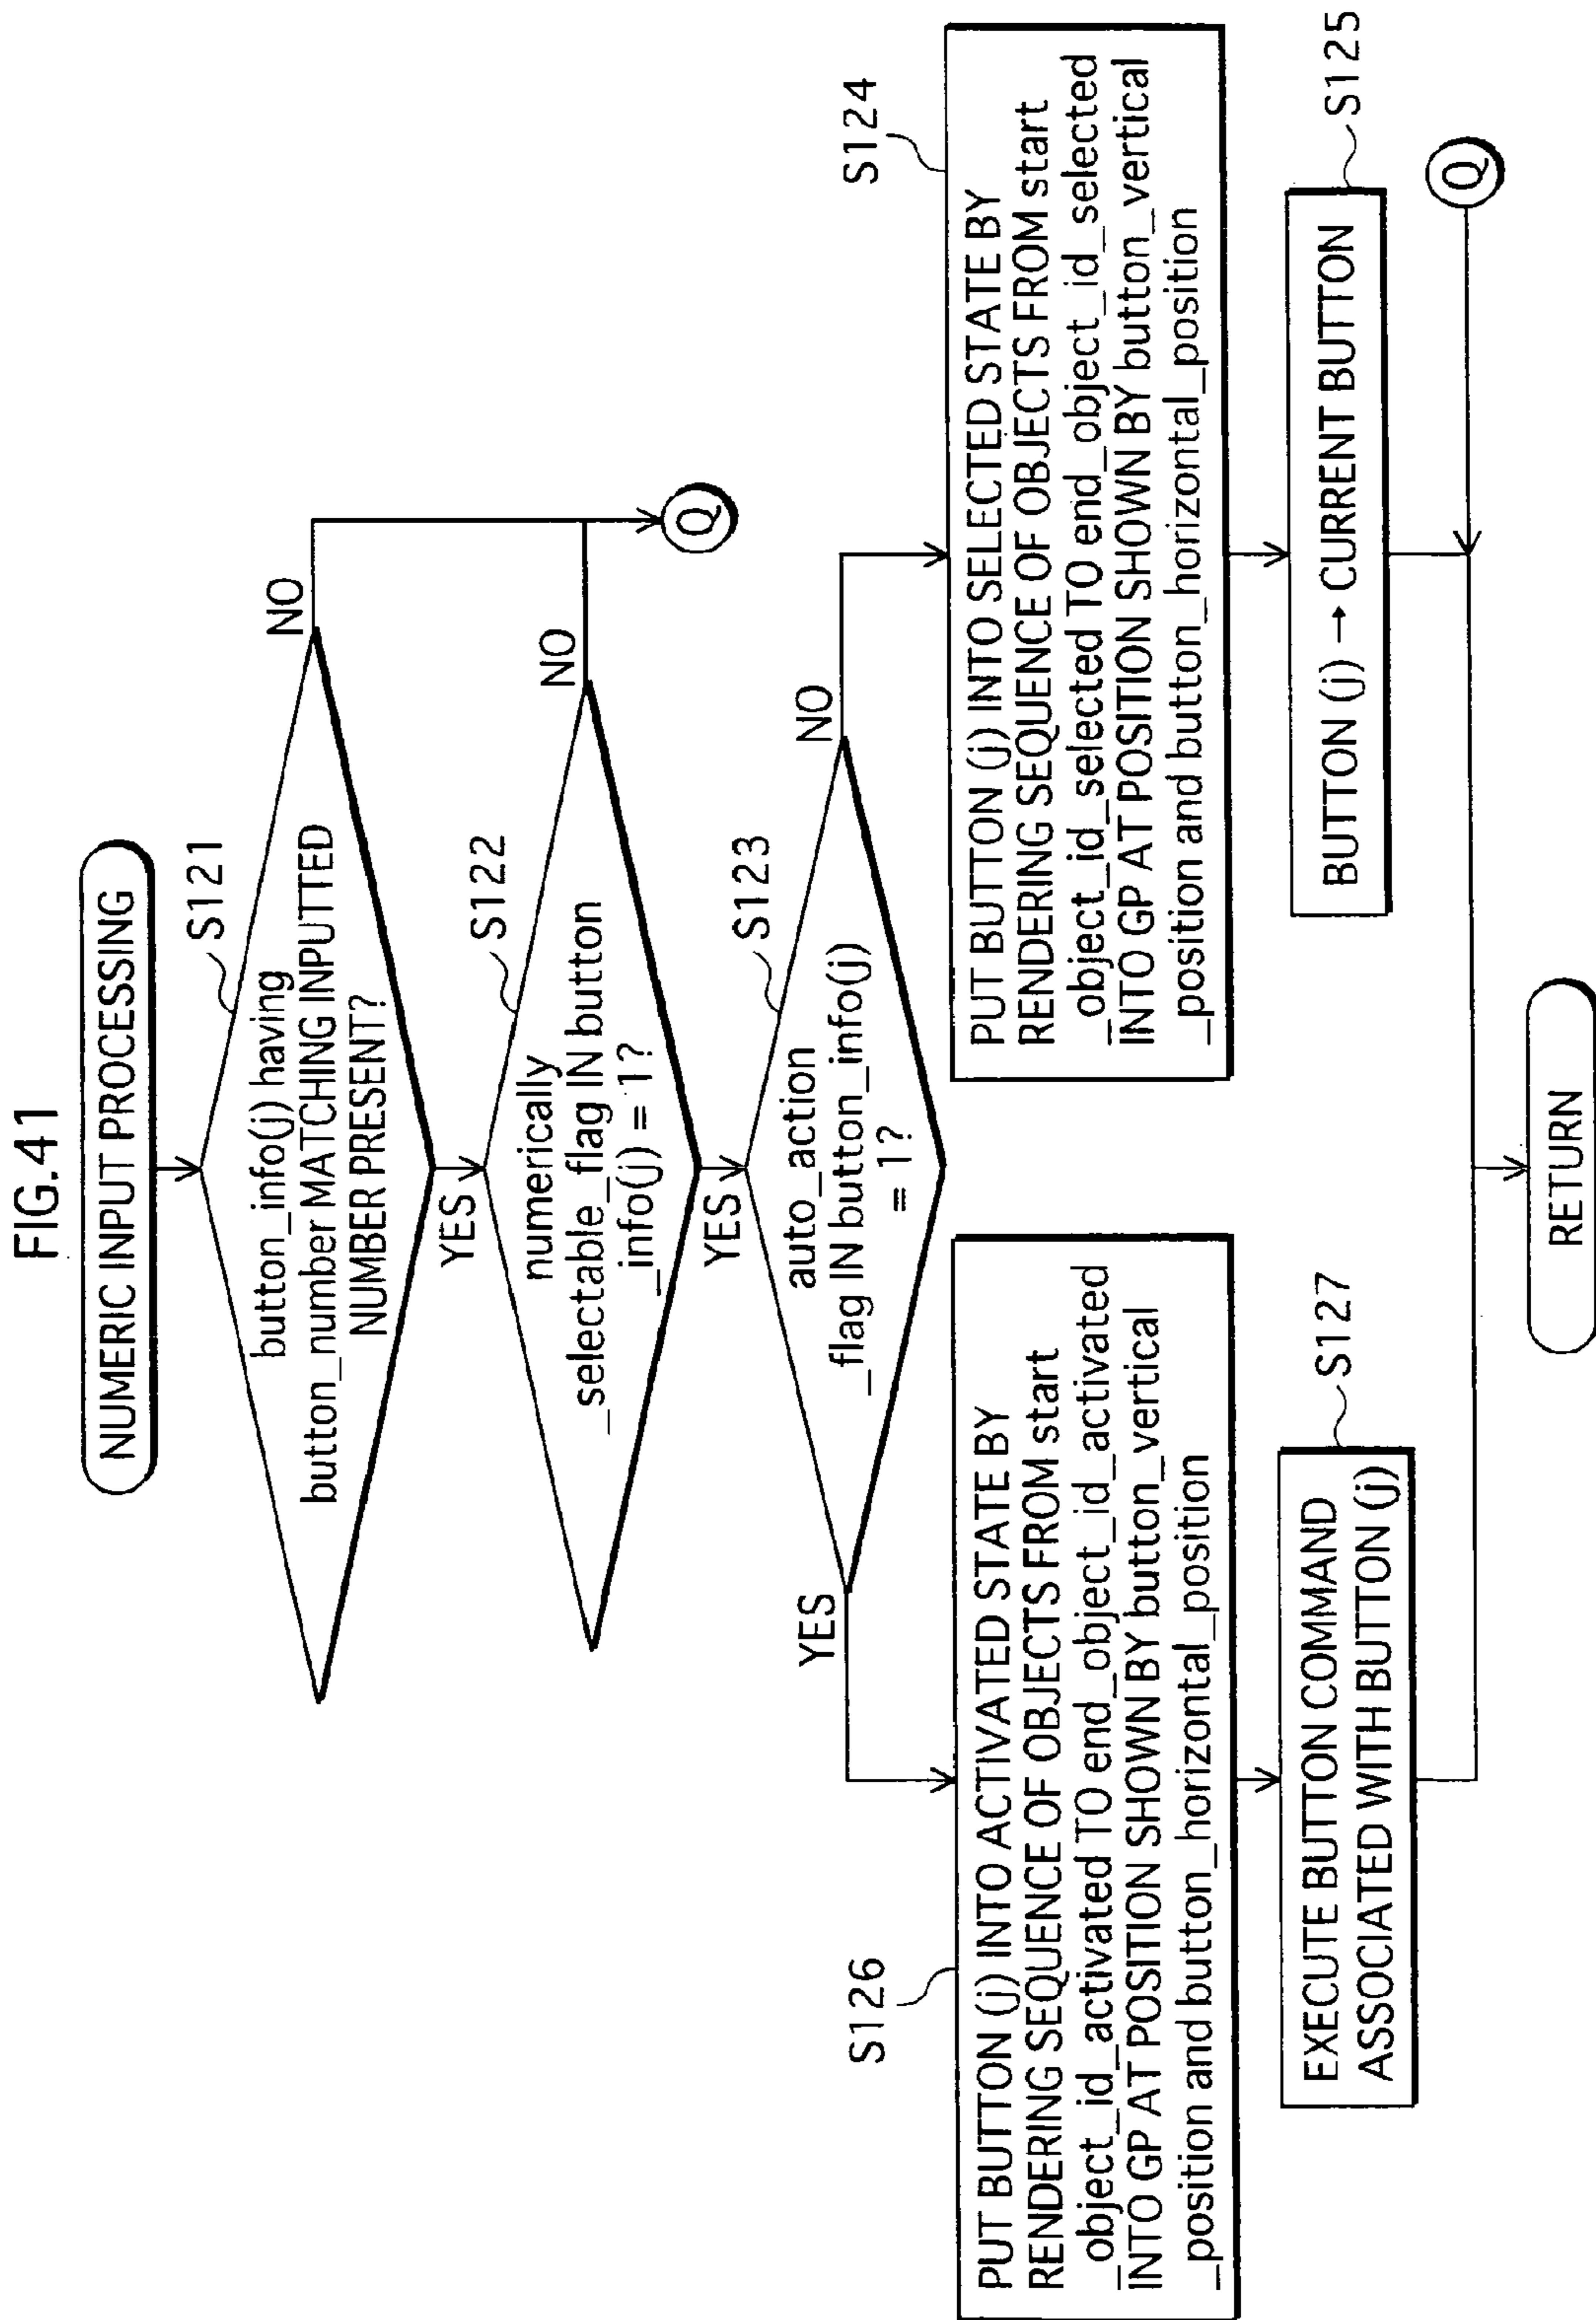 FIG.41
NUMERIC INPUT PROCESSING
S121
button_info(j) having
button_number MATCHING INPUTTED
NUMBER PRESENT?
NO
YES
S122
numerically
_selectable_flag IN button
_info(j) = 1?
NO
Q
YES
S123
auto_action
_flag IN button_info(j)
= 1?
YES
NO
S126
PUT BUTTON (j) INTO ACTIVATED STATE BY
RENDERING SEQUENCE OF OBJECTS FROM start
_object_id_activated TO end_object_id_activated
INTO GP AT POSITION SHOWN BY button_vertical
_position and button_horizontal_position
S124
PUT BUTTON (j) INTO SELECTED STATE BY
RENDERING SEQUENCE OF OBJECTS FROM start
_object_id_selected TO end_object_id_selected
INTO GP AT POSITION SHOWN BY button_vertical
_position and button_horizontal_position
S127
EXECUTE BUTTON COMMAND
ASSOCIATED WITH BUTTON (j)
S125
BUTTON (j) → CURRENT BUTTON
Q
RETURN